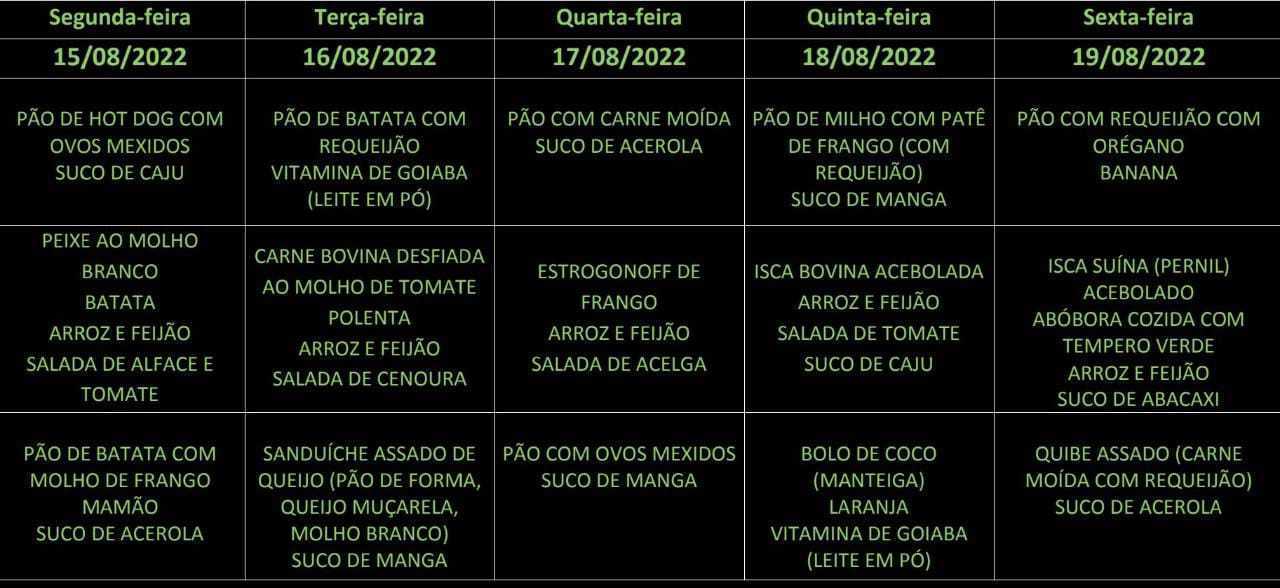 Segunda-feira
Terça-feira
Quarta-feira
Quinta-feira
Sexta-feira
15/08/2022
16/08/2022
17/08/2022
18/08/2022
19/08/2022
PÃO DE HOT DOG COM
OVOS MEXIDOS
SUCO DE CAJU
PÃO DE BATATA COM
REQUEIJÃO
VITAMINA DE GOIABA
(LEITE EM PÓ)
PÃO COM CARNE MOÍDA
SUCO DE ACEROLA
PÃO DE MILHO COM PATÊ
DE FRANGO (COM
REQUEIJÃO)
SUCO DE MANGA
PÃO COM REQUEIJÃO COM
ORÉGANO
BANANA
PEIXE AO MOLHO
BRANCO
BATATA
ARROZ E FEIJÃO
SALADA DE ALFACE E
TOMATE
CARNE BOVINA DESFIADA
AO MOLHO DE TOMATE
POLENTA
ARROZ E FEIJÃO
SALADA DE CENOURA
ESTROGONOFF DE
FRANGO
ARROZ E FEIJÃO
SALADA DE ACELGA
ISCA BOVINA ACEBOLADA
ARROZ E FEIJÃO
SALADA DE TOMATE
SUCO DE CAJU
ISCA SUÍNA (PERNIL)
ACEBOLADO
ABÓBORA COZIDA COM
TEMPERO VERDE
ARROZ E FEIJÃO
SUCO DE ABACAXI
PÃO DE BATATA COM
MOLHO DE FRANGO
MAMÃO
SUCO DE ACEROLA
SANDUÍCHE ASSADO DE
QUEIJO (PÃO DE FORMA,
QUEIJO MUÇARELA,
MOLHO BRANCO)
SUCO DE MANGA
PÃO COM OVOS MEXIDOS
SUCO DE MANGA
BOLO DE COCO
(MANTEIGA)
LARANJA
VITAMINA DE GOIABA
(LEITE EM PÓ)
QUIBE ASSADO (CARNE
MOÍDA COM REQUEIJÃO)
SUCO DE ACEROLA